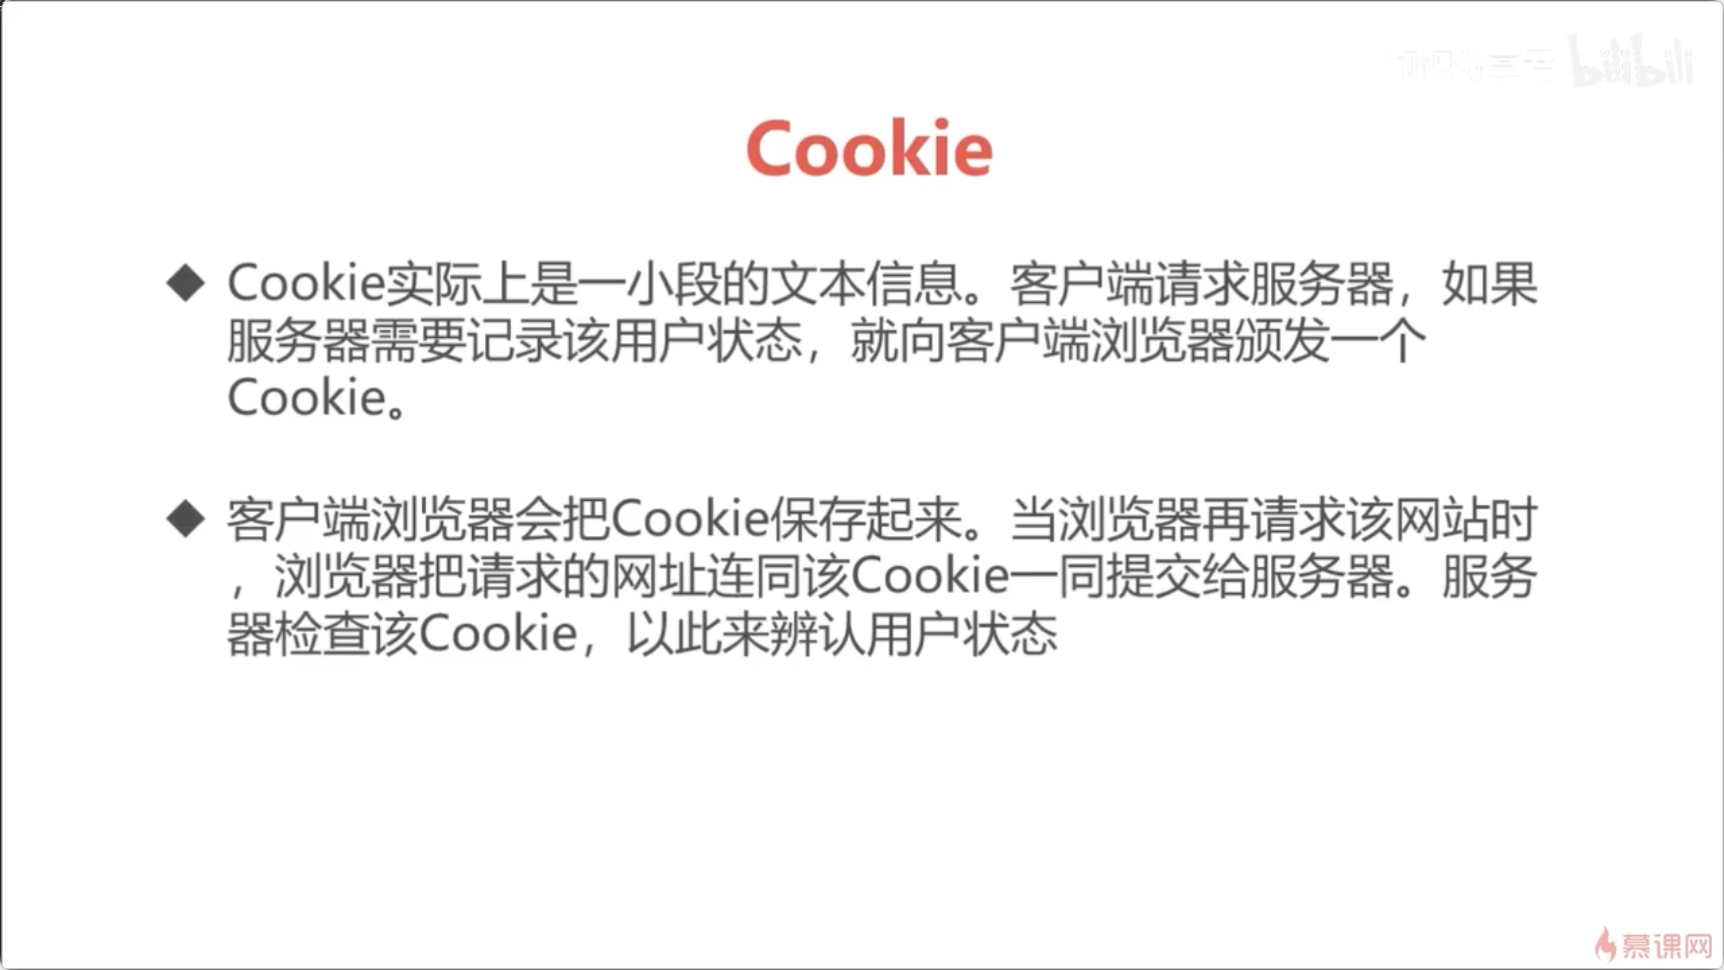 bilibili
Cookie
Cookie实际上是一小段的文本信息。客户端请求服务器，如果
服务器需要记录该用户状态，就向客户端浏览器颁发一个
Cookie。
客户端浏览器会把Cookie保存起来。当浏览器再请求该网站时
，浏览器把请求的网址连同该Cookie一同提交给服务器。服务
器检查该Cookie，以此来辨认用户状态
慕课网